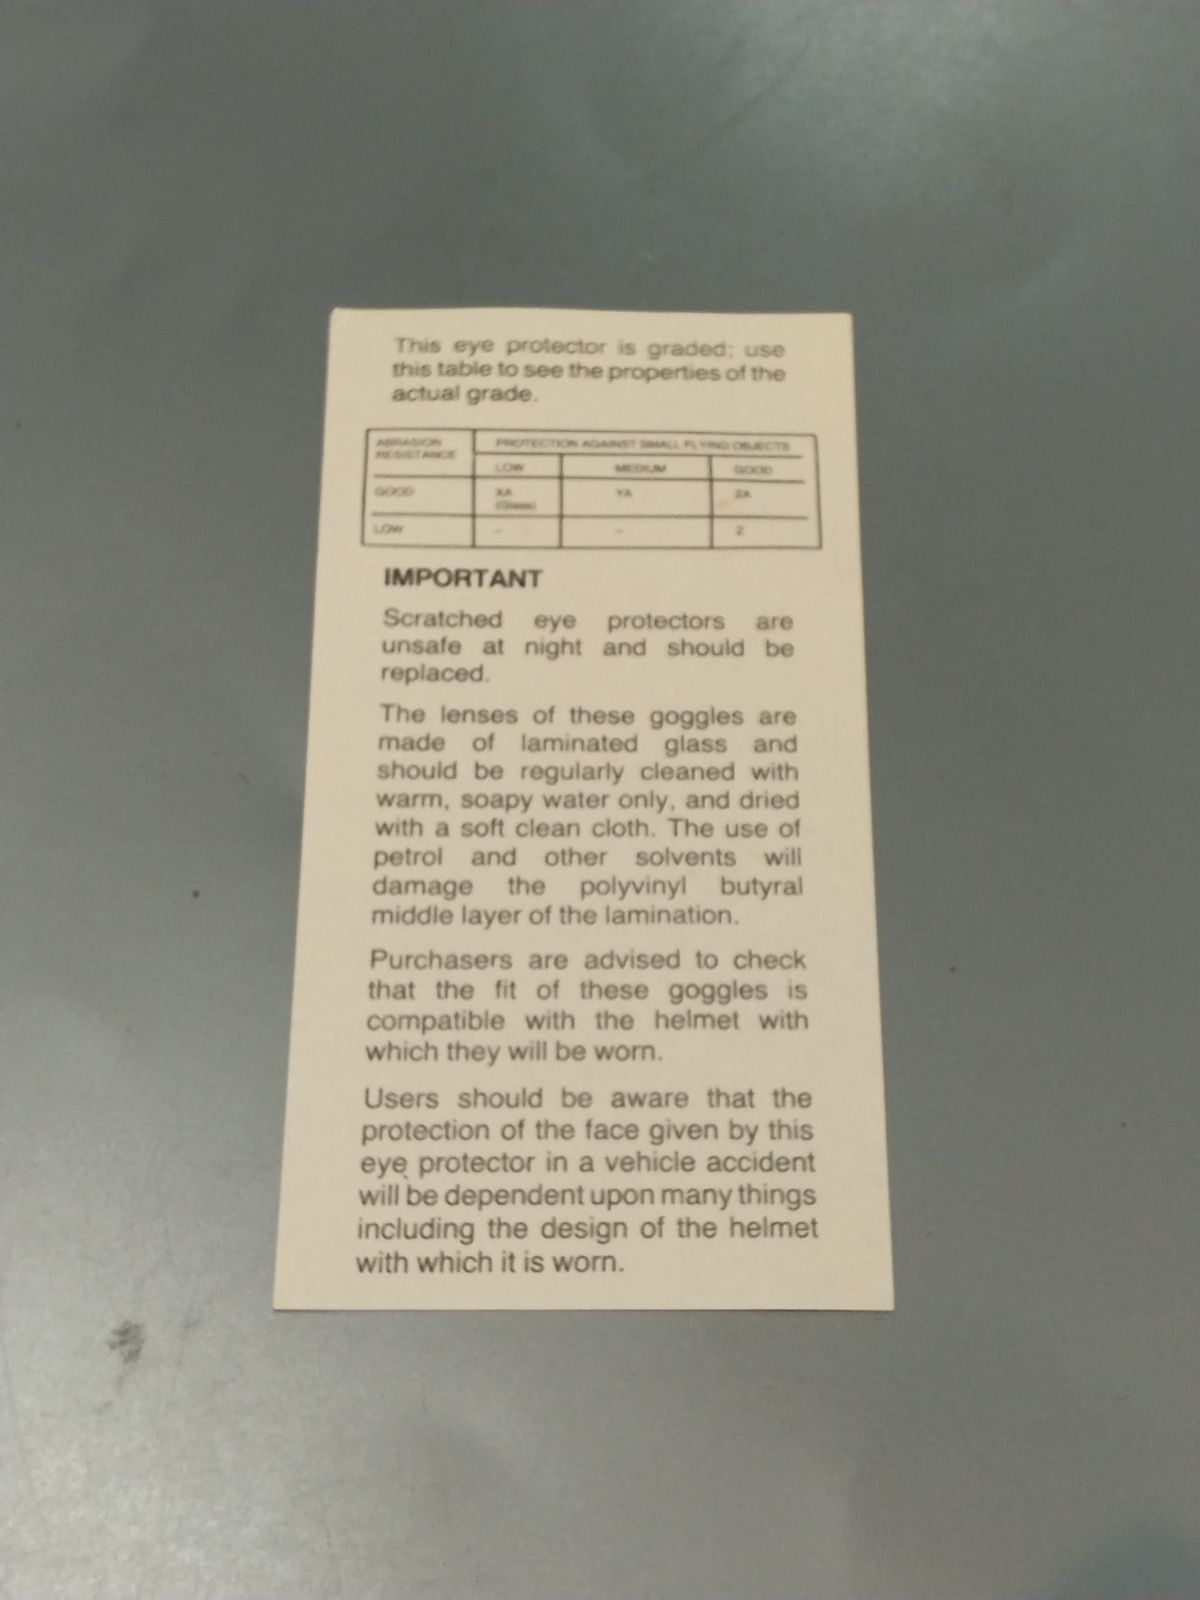 This eye protector is graded; use
this table to see the properties of the
actual grade.
ABRASION RESISTANCE PROTECTION AGAINST SMALL FLYING OBJECTS
LOW MEDIUM GOOD
GOOD XA (Glass) YA ZA
LOW – – Z
IMPORTANT
Scratched eye protectors are
unsafe at night and should be
replaced.
The lenses of these goggles are
made of laminated glass and
should be regularly cleaned with
warm, soapy water only, and dried
with a soft clean cloth. The use of
petrol and other solvents will
damage the polyvinyl butyral
middle layer of the lamination.
Purchasers are advised to check
that the fit of these goggles is
compatible with the helmet with
which they will be worn.
Users should be aware that the
protection of the face given by this
eye protector in a vehicle accident
will be dependent upon many things
including the design of the helmet
with which it is worn.